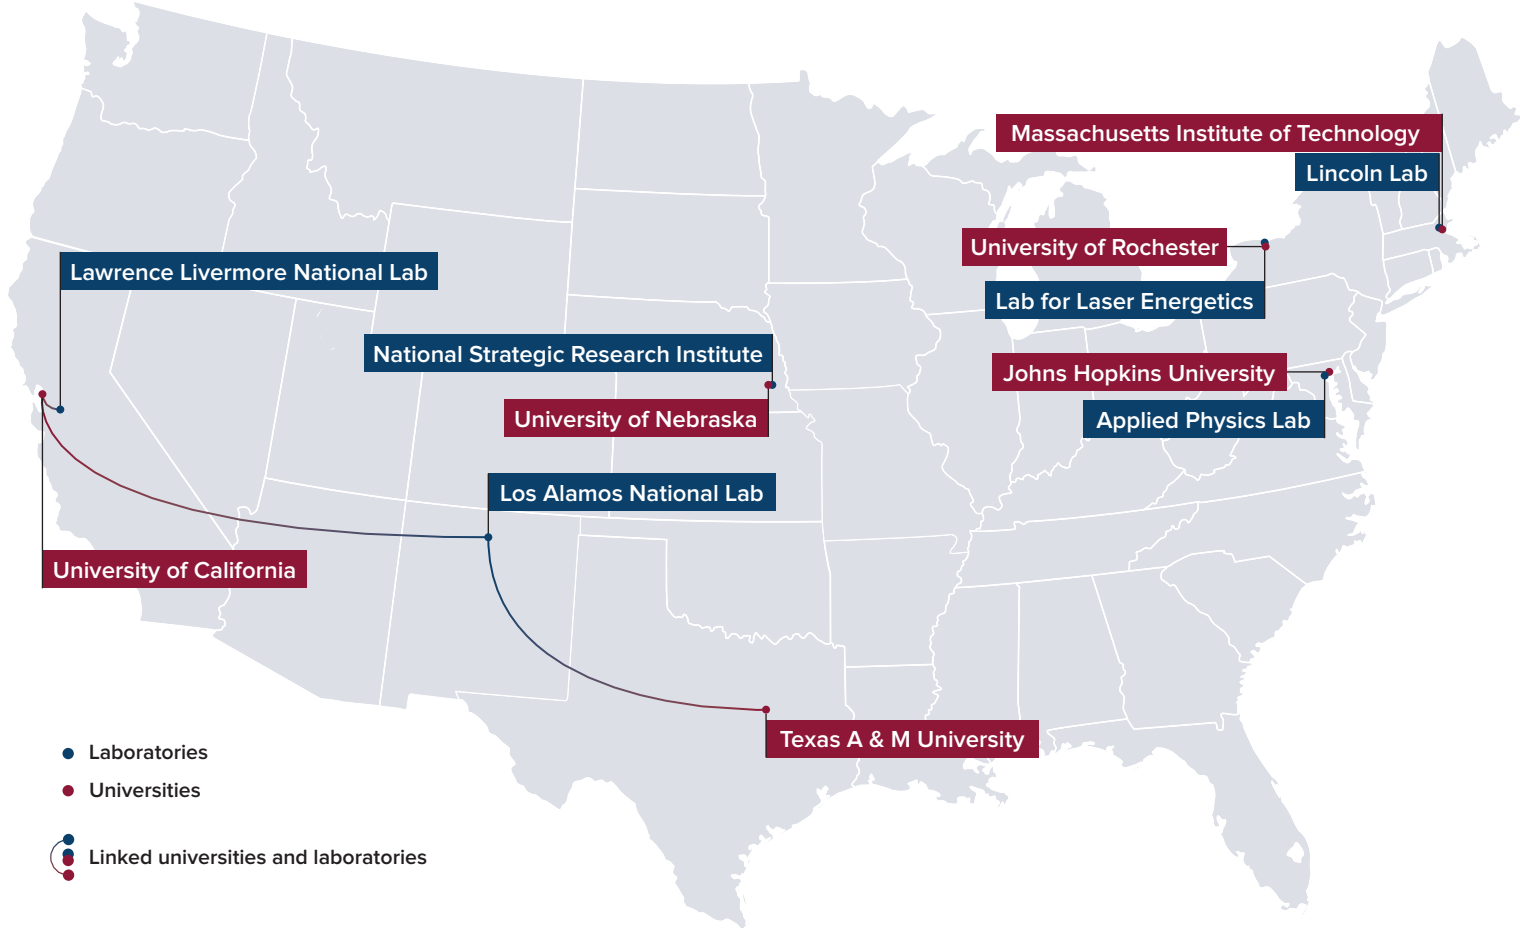 Massachusetts Institute of Technology
Lincoln Lab
University of Rochester
Lawrence Livermore National Lab
Lab for Laser Energetics
National Strategic Research Institute
Johns Hopkins University
University of Nebraska
Applied Physics Lab
Los Alamos National Lab
University of California
Texas A & M University
Laboratories
Universities
Linked universities and laboratories